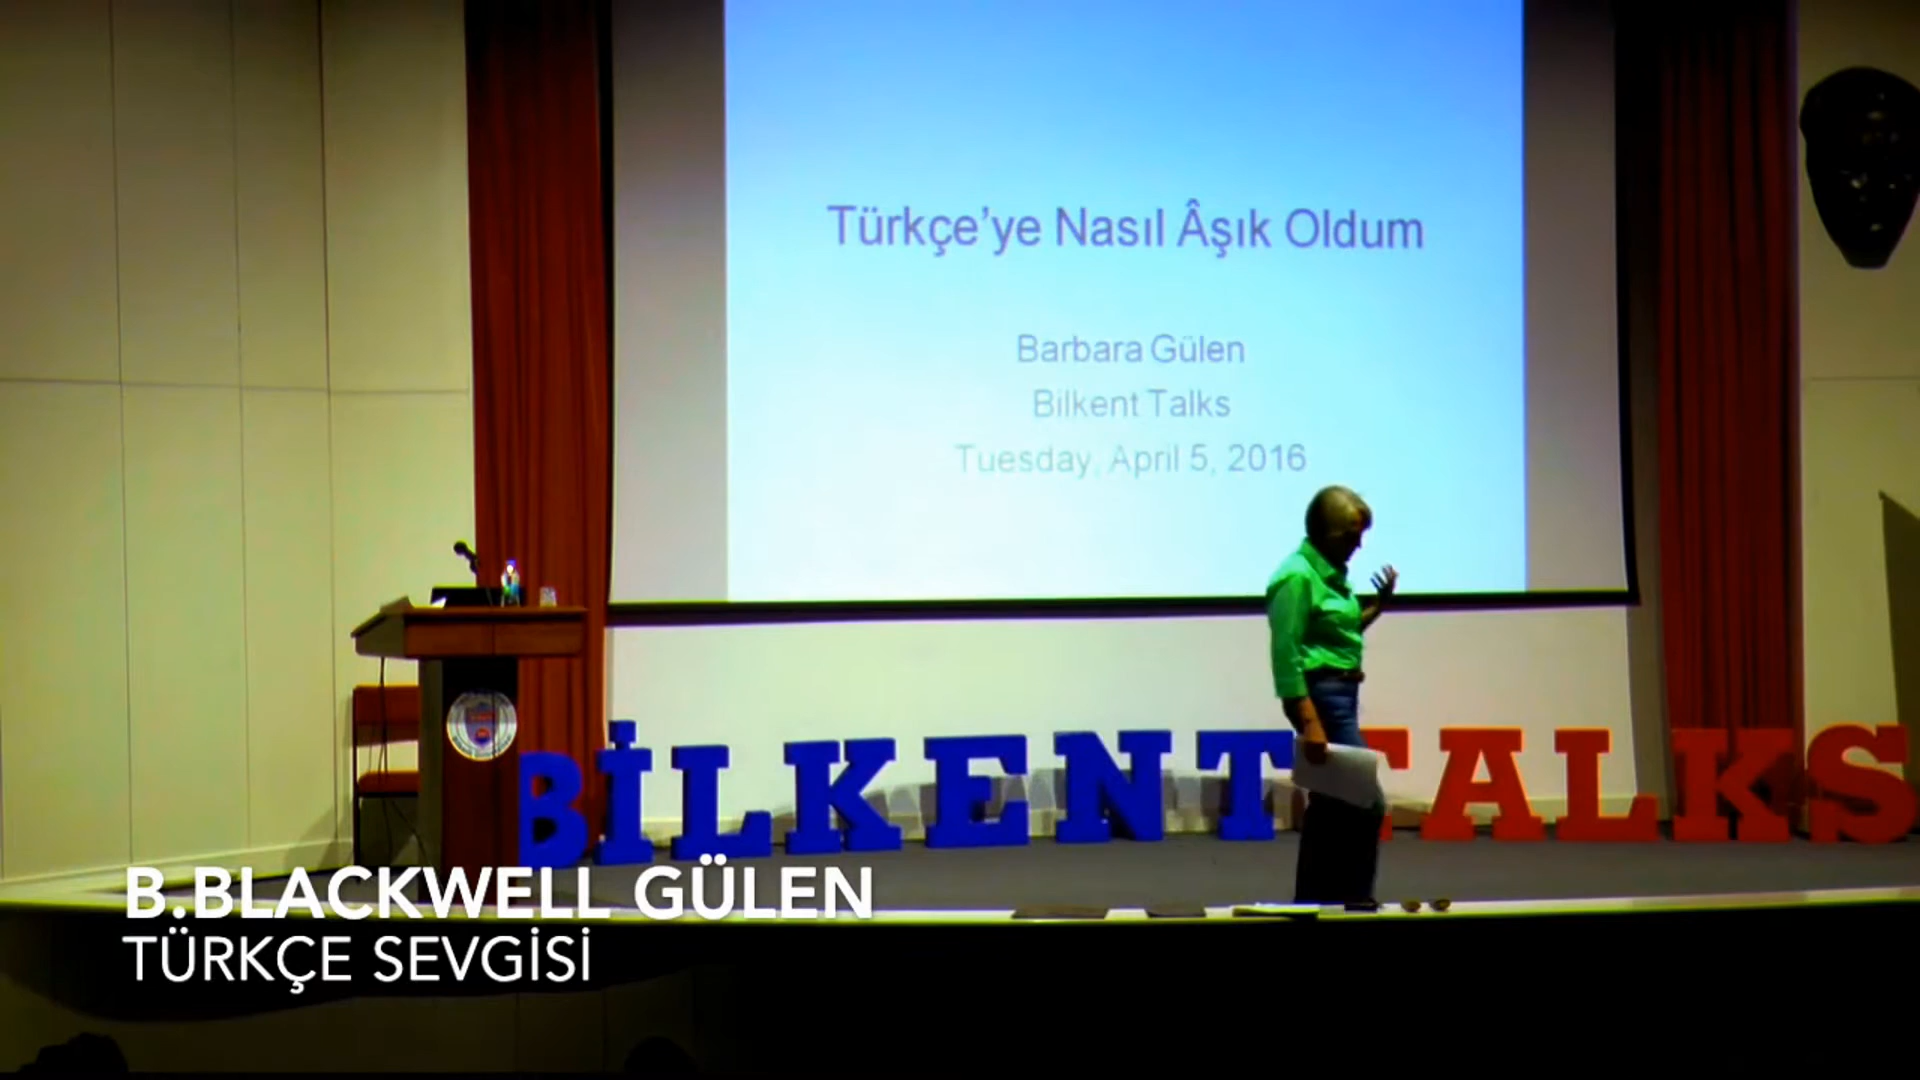 Türkçe'ye Nasıl Âşık Oldum
Barbara Gülen
Bilkent Talks
Tuesday, April 5, 2016
BİLKENT TALKS
B.BLACKWELL GÜLEN
TÜRKÇE SEVGİSİ